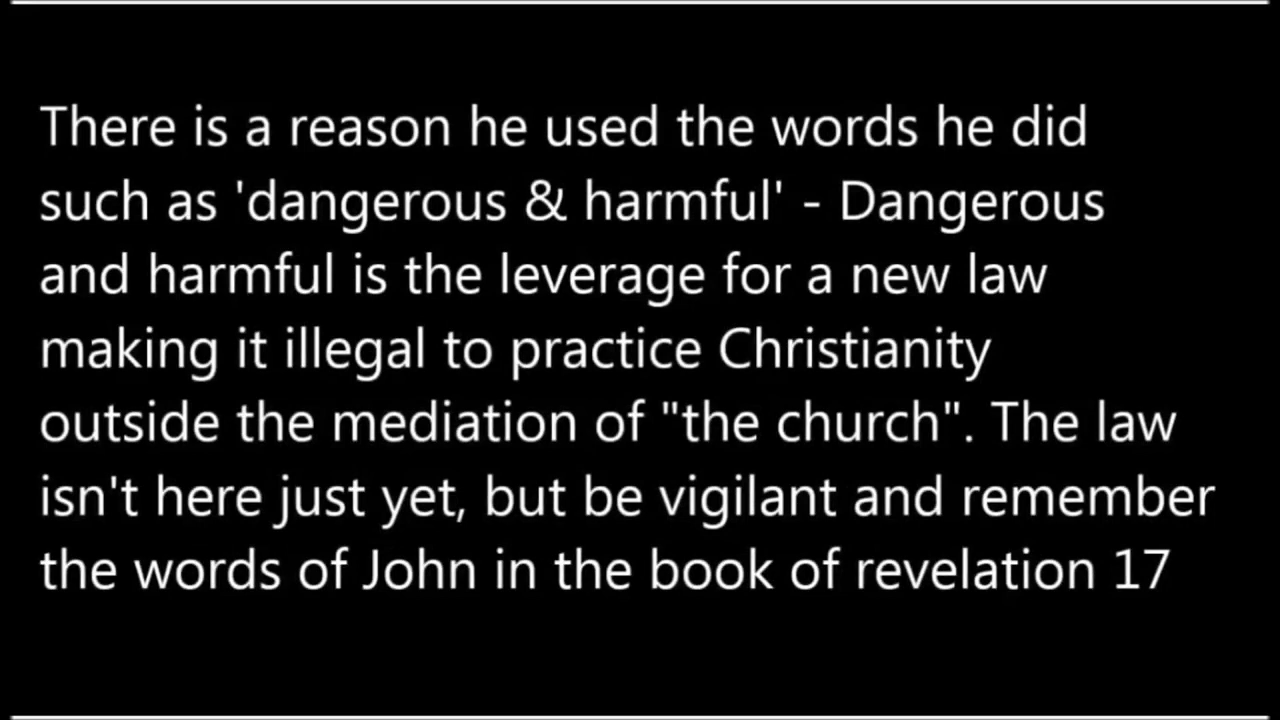 There is a reason he used the words he did
such as 'dangerous & harmful' - Dangerous
and harmful is the leverage for a new law
making it illegal to practice Christianity
outside the mediation of "the church". The law
isn't here just yet, but be vigilant and remember
the words of John in the book of revelation 17